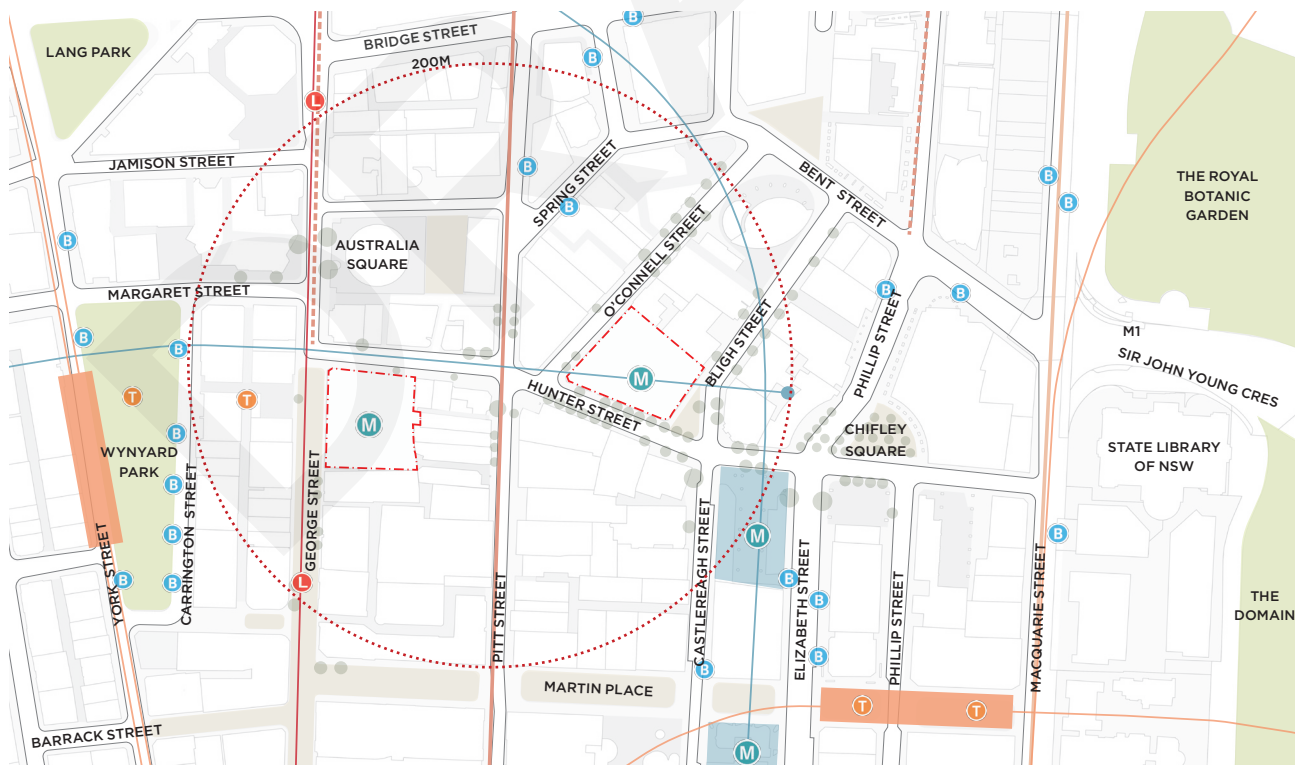 LANG PARK
BRIDGE STREET
200M
B
B
L
JAMISON STREET
B
SPRING STREET
B
BENT STREET
B
B
THE ROYAL
BOTANIC
GARDEN
B
AUSTRALIA
SQUARE
O'CONNELL STREET
MARGARET STREET
B
B
B
B
BLIGH STREET
PHILLIP STREET
M1
SIR JOHN YOUNG CRES
T
T
M
M
HUNTER STREET
CHIFLEY
SQUARE
B
WYNYARD
PARK
STATE LIBRARY
OF NSW
B
CARRINGTON STREET
GEORGE STREET
B
M
B
YORK STREET
B
B
L
PITT STREET
CASTLEREAGH STREET
B
B
ELIZABETH STREET
PHILLIP STREET
MACQUARIE STREET
THE
DOMAIN
B
B
MARTIN PLACE
T
T
BARRACK STREET
M